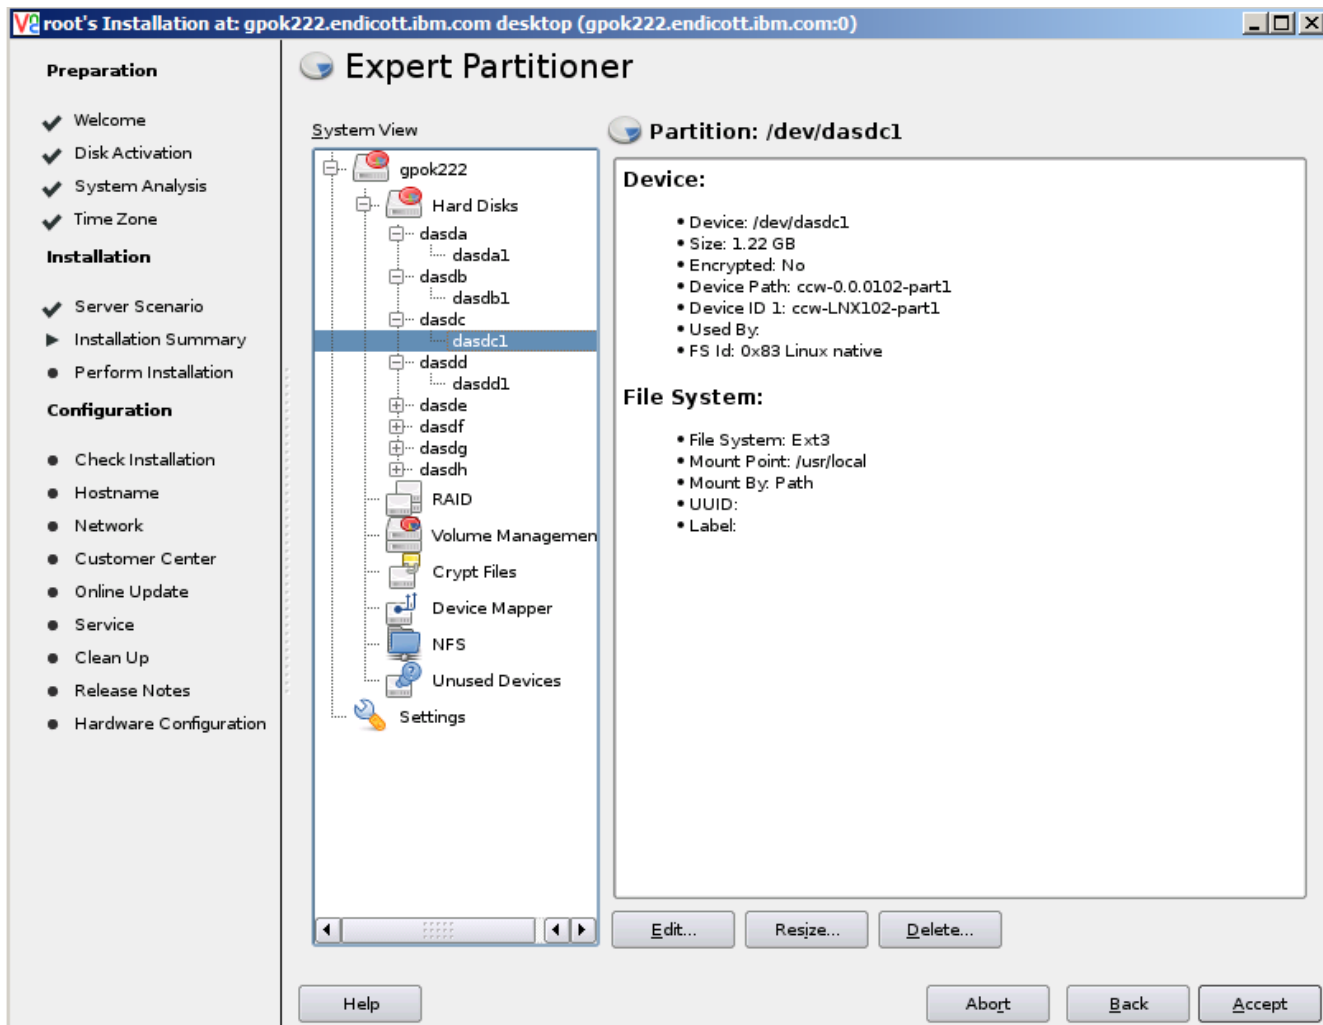 root's Installation at: gpok222.endicott.ibm.com desktop (gpok222.endicott.ibm.com:0)
Preparation
Welcome
Disk Activation
System Analysis
Time Zone
Installation
Server Scenario
Installation Summary
Perform Installation
Configuration
Check Installation
Hostname
Network
Customer Center
Online Update
Service
Clean Up
Release Notes
Hardware Configuration
Expert Partitioner
System View
gpok222
Hard Disks
dasda
dasda1
dasdb
dasdb1
dasdc
dasdc1
dasdd
dasdd1
dasde
dasdf
dasdg
dasdh
RAID
Volume Managemen
Crypt Files
Device Mapper
NFS
Unused Devices
Settings
Partition: /dev/dasdc1
Device:
• Device: /dev/dasdc1
• Size: 1.22 GB
• Encrypted: No
• Device Path: ccw-0.0.0102-part1
• Device ID 1: ccw-LNX102-part1
• Used By:
• FS Id: 0x83 Linux native
File System:
• File System: Ext3
• Mount Point: /usr/local
• Mount By: Path
• UUID:
• Label:
Edit...
Resize...
Delete...
Help
Abort
Back
Accept